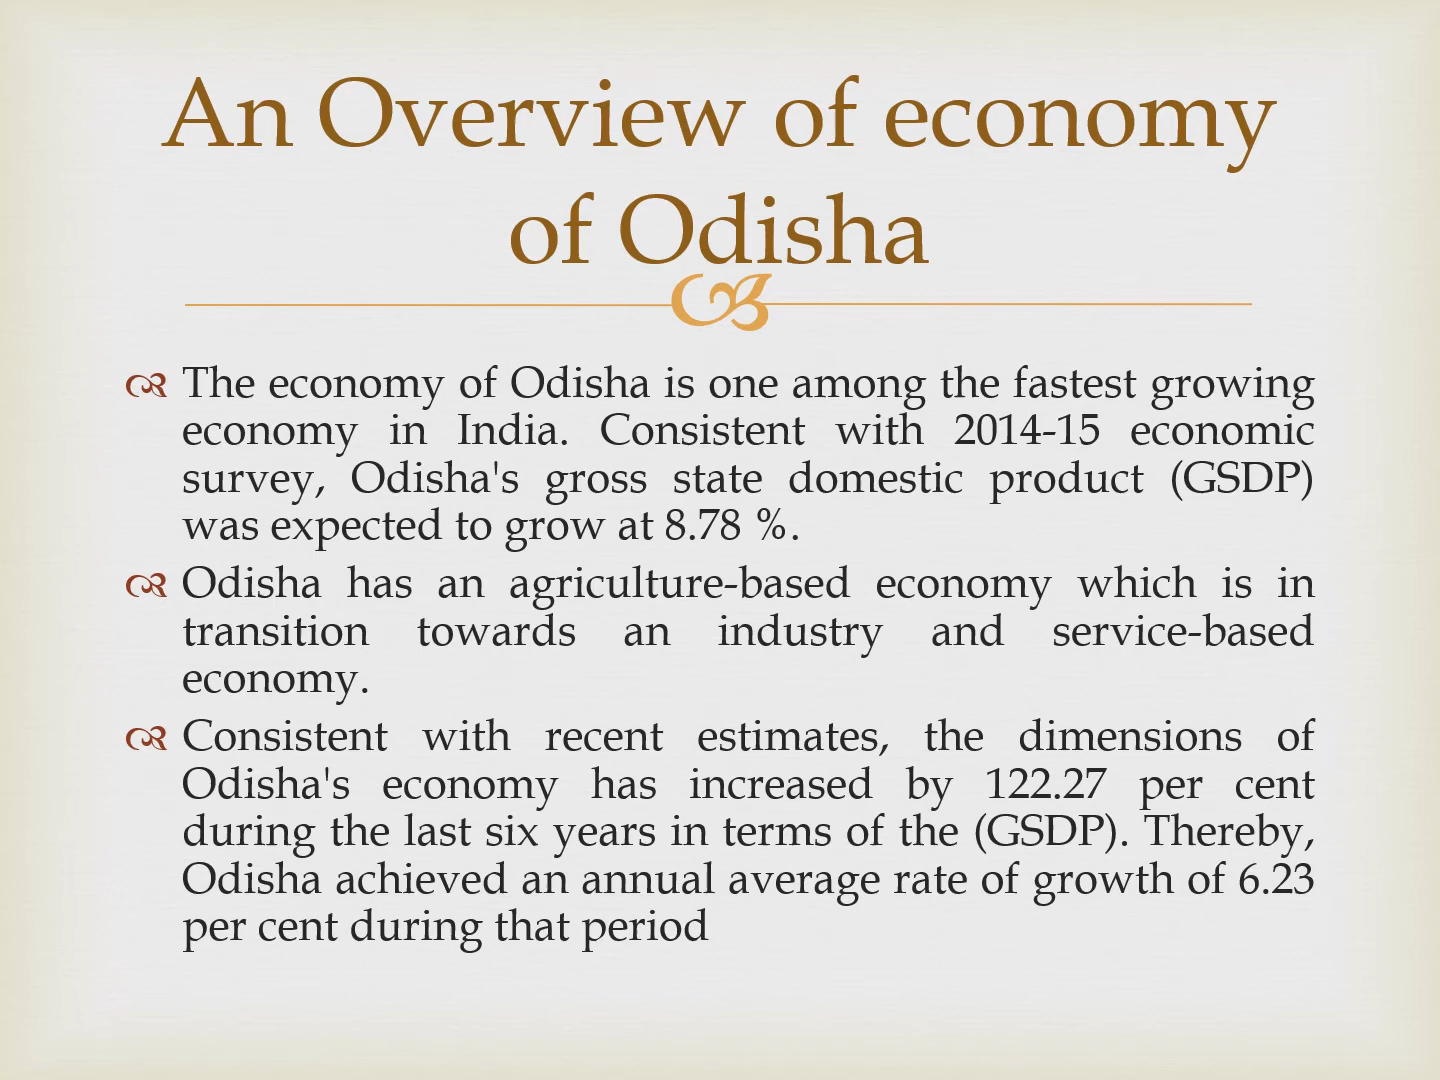 An Overview of economy
of Odisha
The economy of Odisha is one among the fastest growing
economy in India. Consistent with 2014-15 economic
survey, Odisha's gross state domestic product (GSDP)
was expected to grow at 8.78 %.
Odisha has an agriculture-based economy which is in
transition towards an industry and service-based
economy.
Consistent with recent estimates, the dimensions of
Odisha's economy has increased by 122.27 per cent
during the last six years in terms of the (GSDP). Thereby,
Odisha achieved an annual average rate of growth of 6.23
per cent during that period